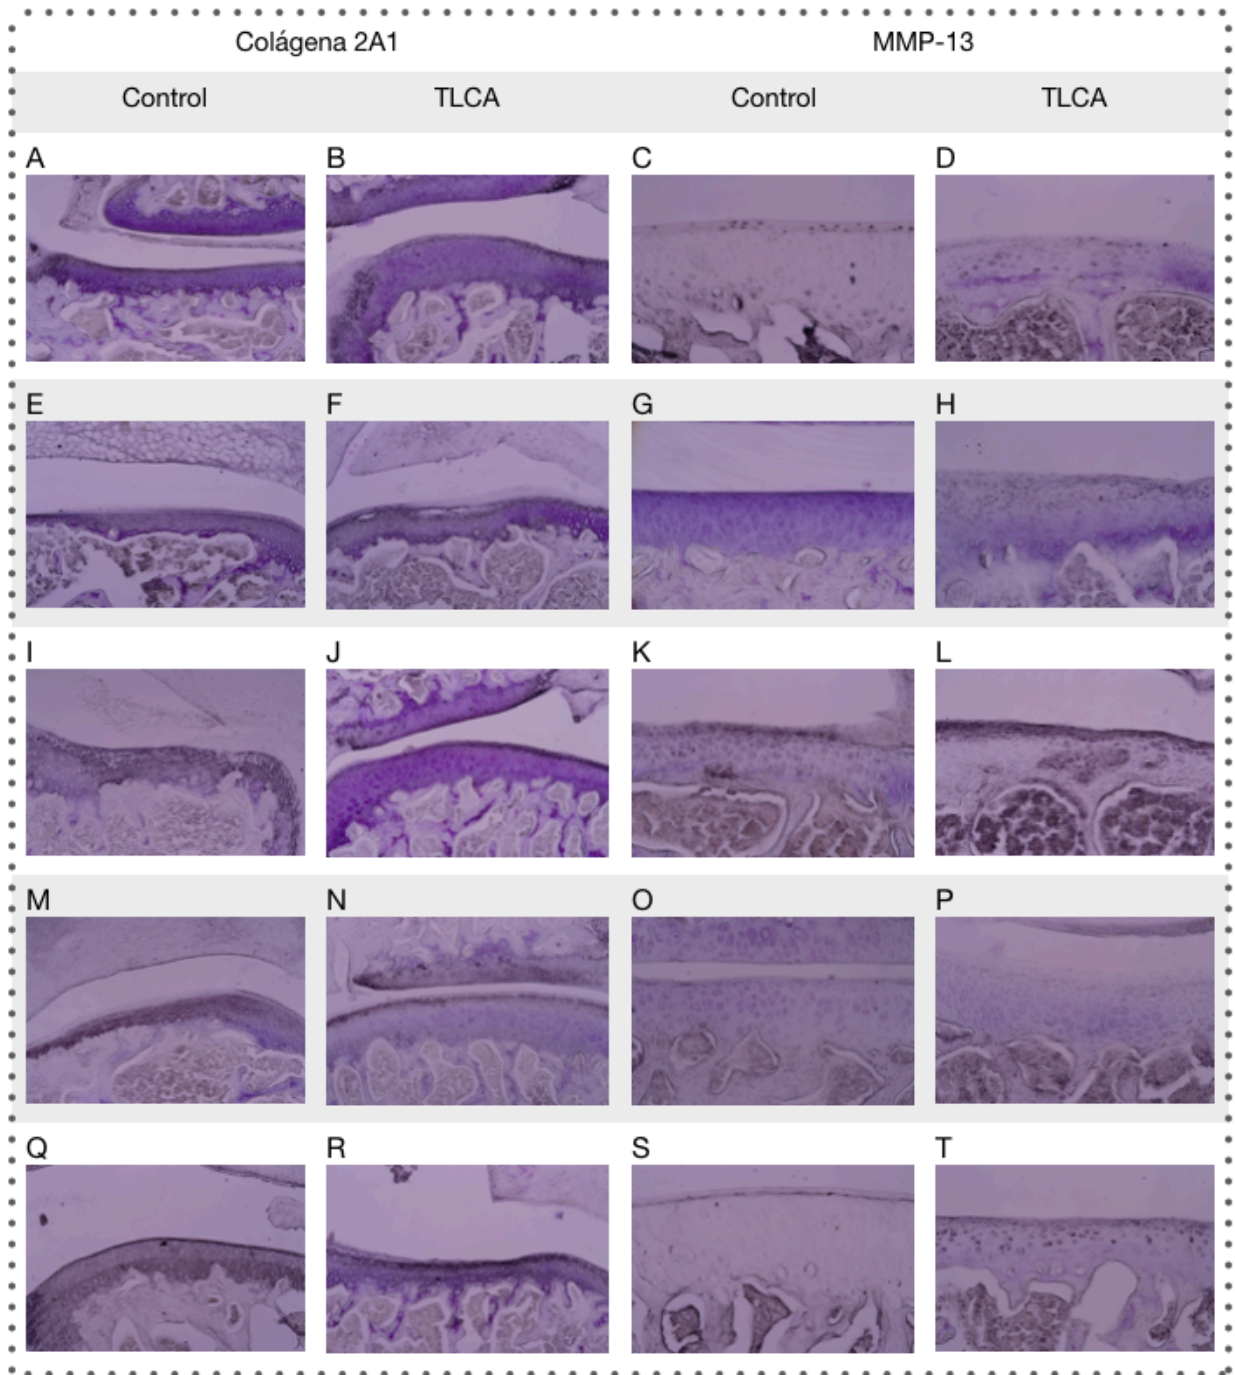 Colágena 2A1 MMP-13
Control TLCA Control TLCA
A B C D
E F G H
I J K L
M N O P
Q R S T